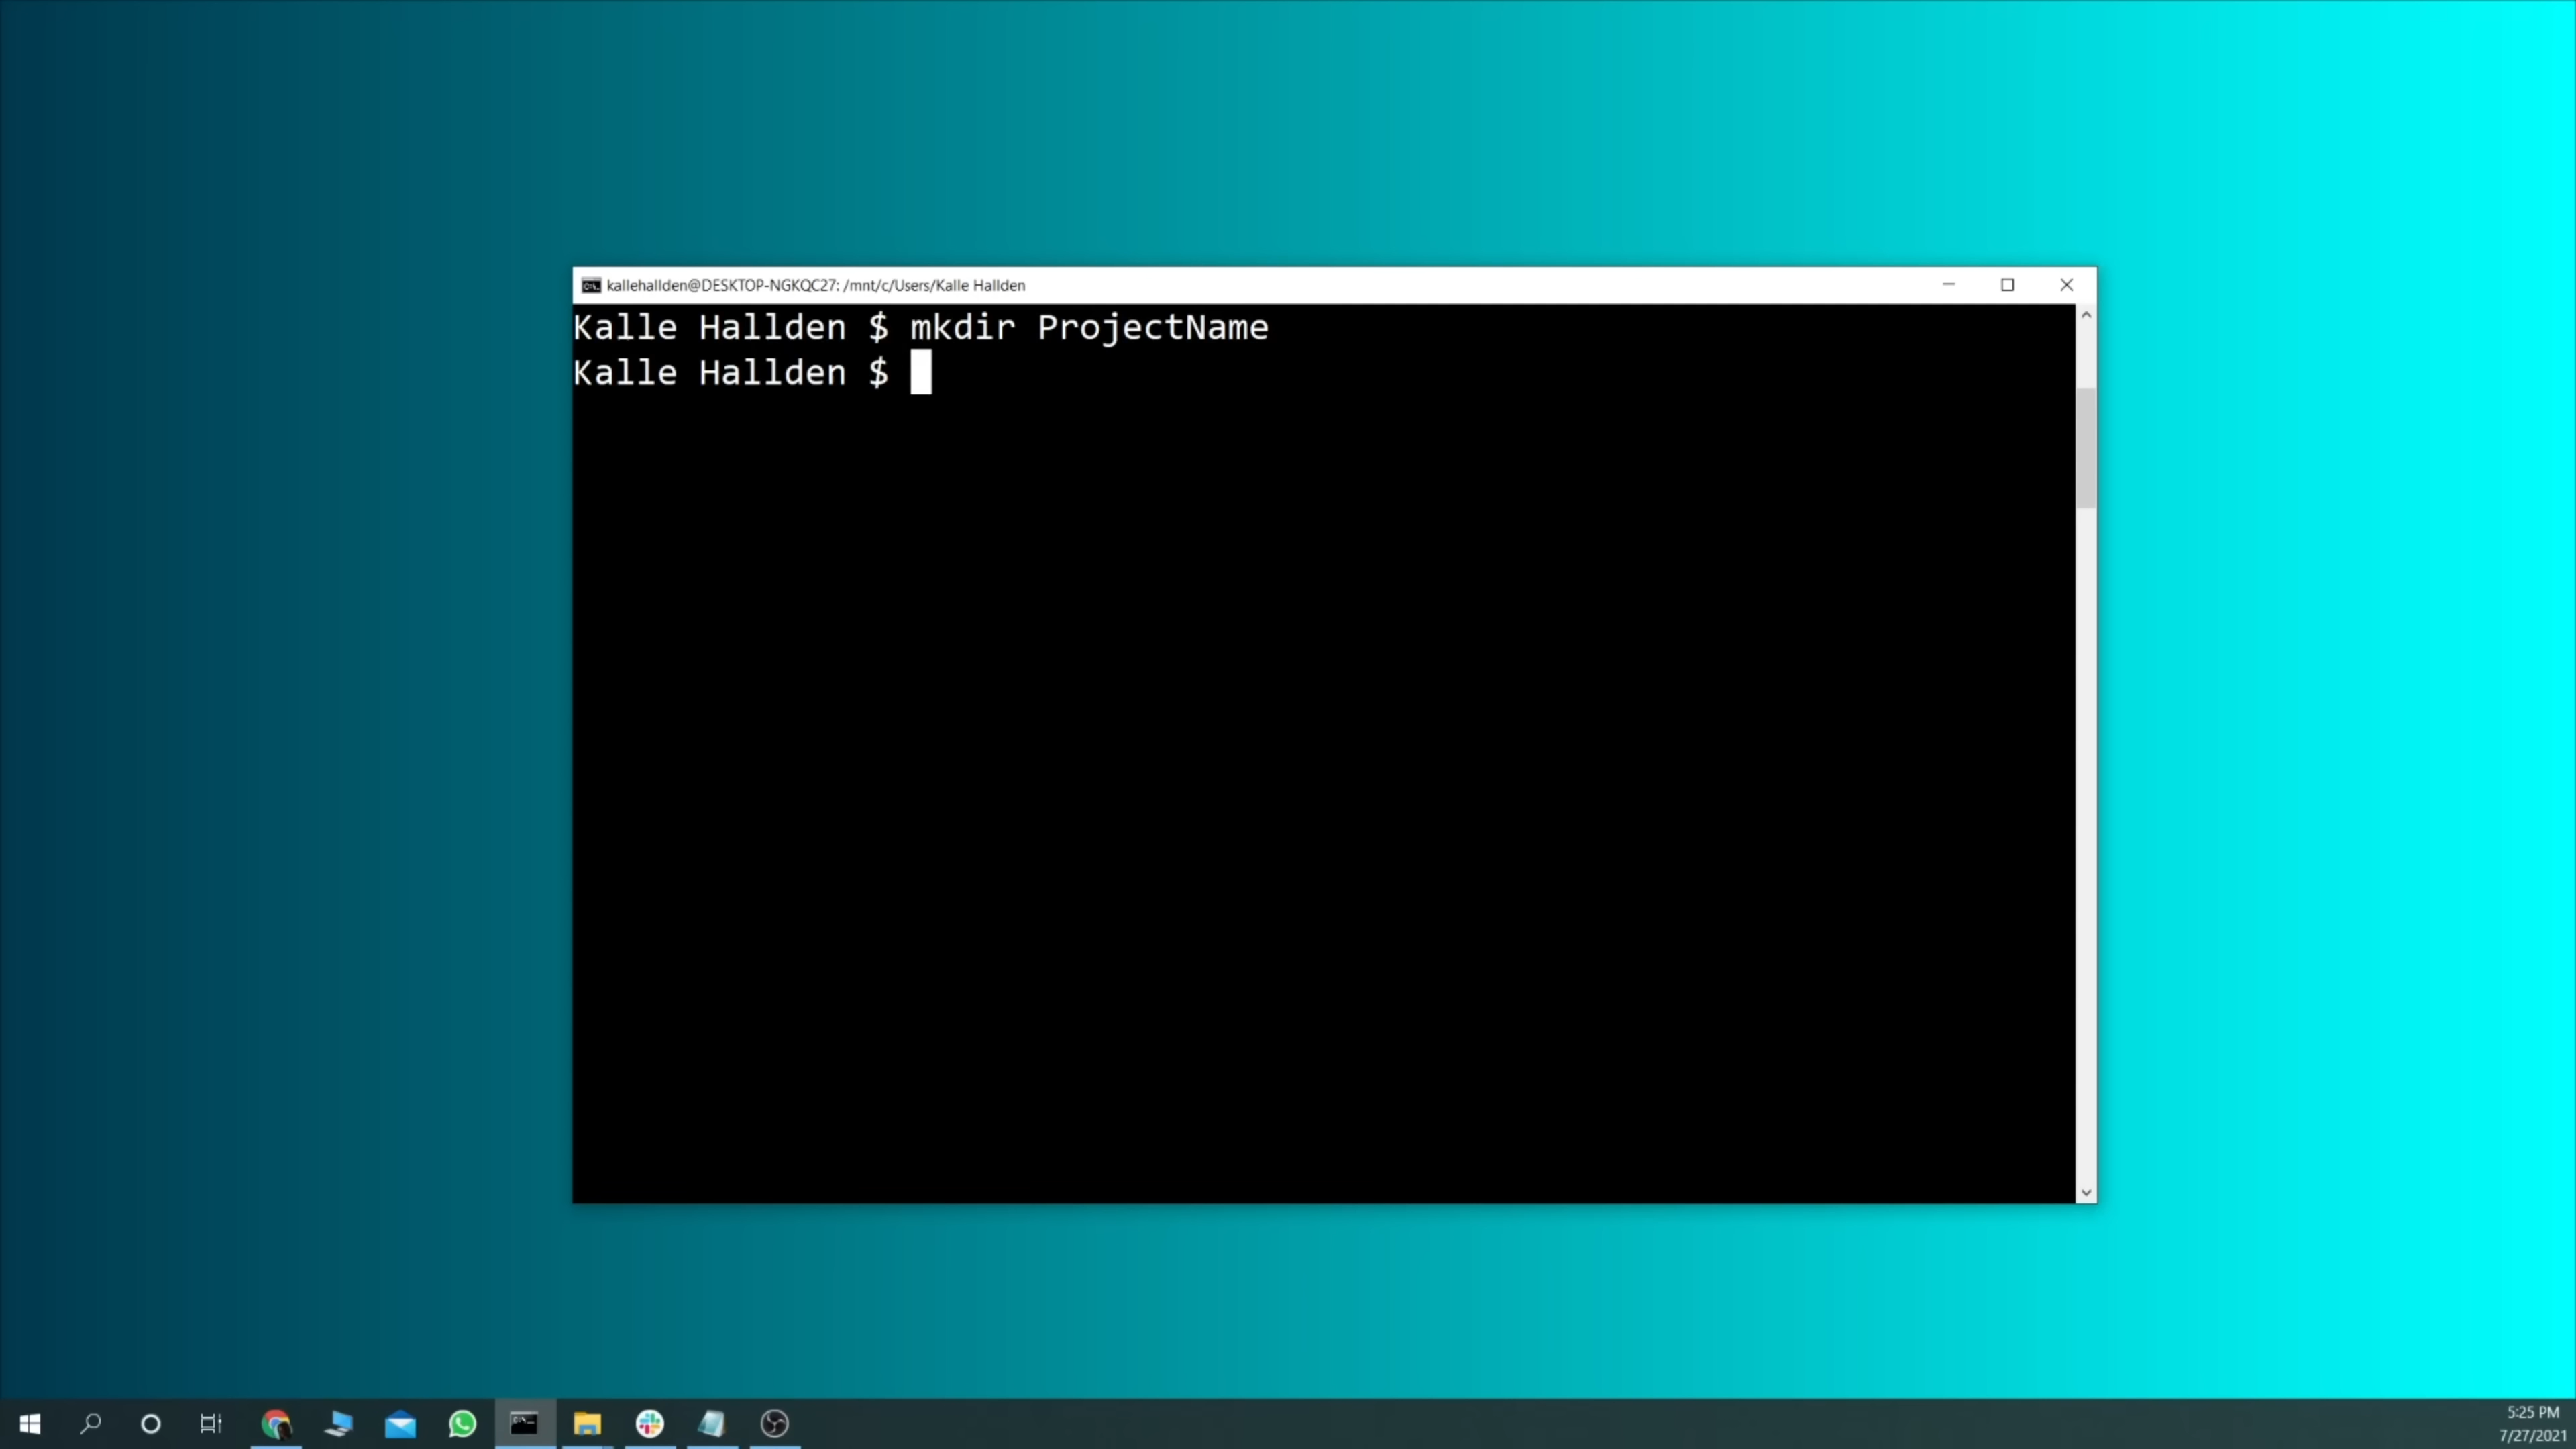 kallehallden@DESKTOP-NGKQC27: /mnt/c/Users/Kalle Hallden
Kalle Hallden $ mkdir ProjectName
Kalle Hallden $
5:25 PM
7/27/2021